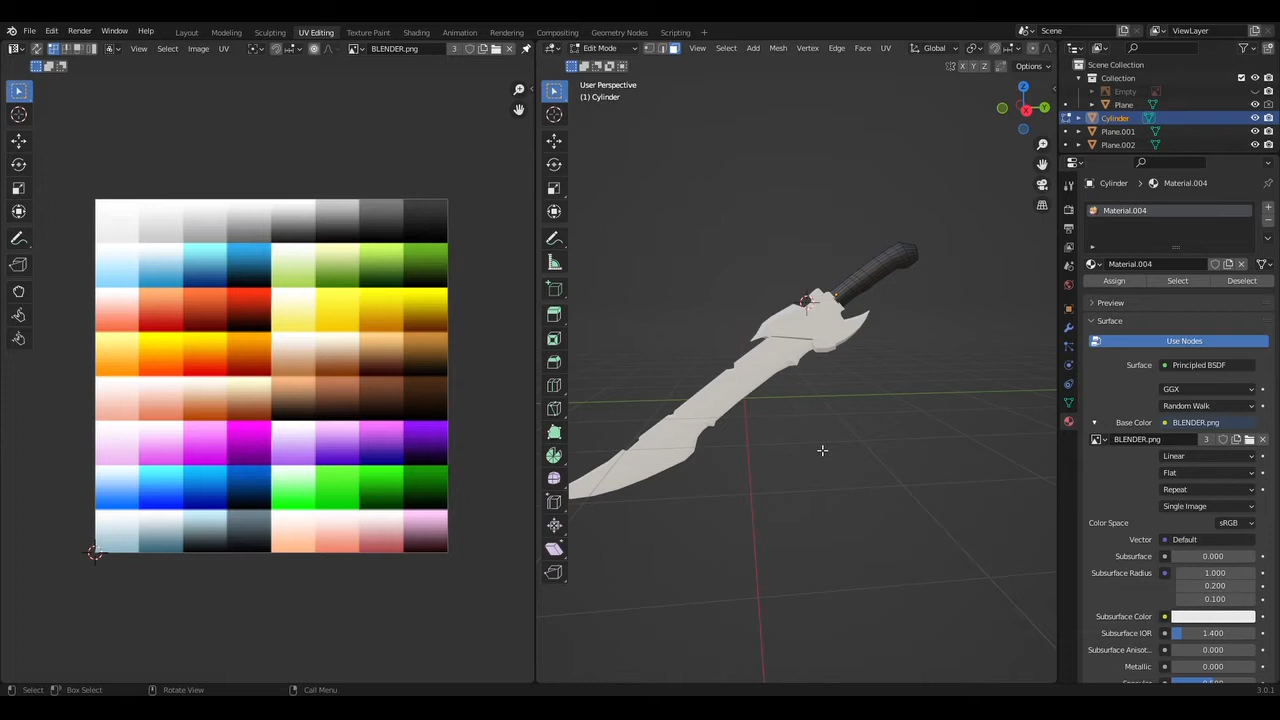 File Edit Render Window Help Layout Modeling Sculpting UV Editing Texture Paint Shading Animation Rendering Compositing Geometry Nodes Scripting Scene ViewLayer
View Select Image UV BLENDER.png 3
Edit Mode View Select Add Mesh Vertex Edge Face UV Global
X Y Z Options
User Perspective
(1) Cylinder
Z
Y
X
Scene Collection
Collection
Empty
Plane
Cylinder
Plane.001
Plane.002
Cylinder Material.004
Material.004
Material.004
Assign Select Deselect
Preview
Surface
Use Nodes
Surface Principled BSDF
GGX
Random Walk
Base Color BLENDER.png
BLENDER.png 3
Linear
Flat
Repeat
Single Image
Color Space sRGB
Vector Default
Subsurface 0.000
Subsurface Radius 1.000
0.200
0.100
Subsurface Color
Subsurface IOR 1.400
Subsurface Anisot... 0.000
Metallic 0.000
Select Box Select Rotate View Call Menu 3.0.1